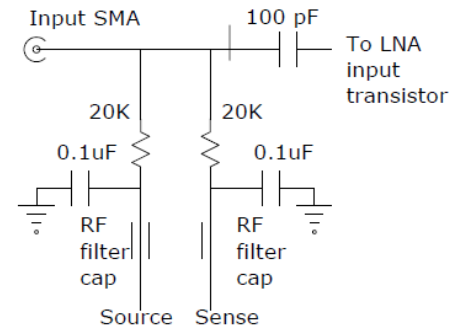 Input SMA
100 pF
To LNA
input
transistor
20K
20K
0.1uF
0.1uF
RF
filter
cap
RF
filter
cap
Source
Sense